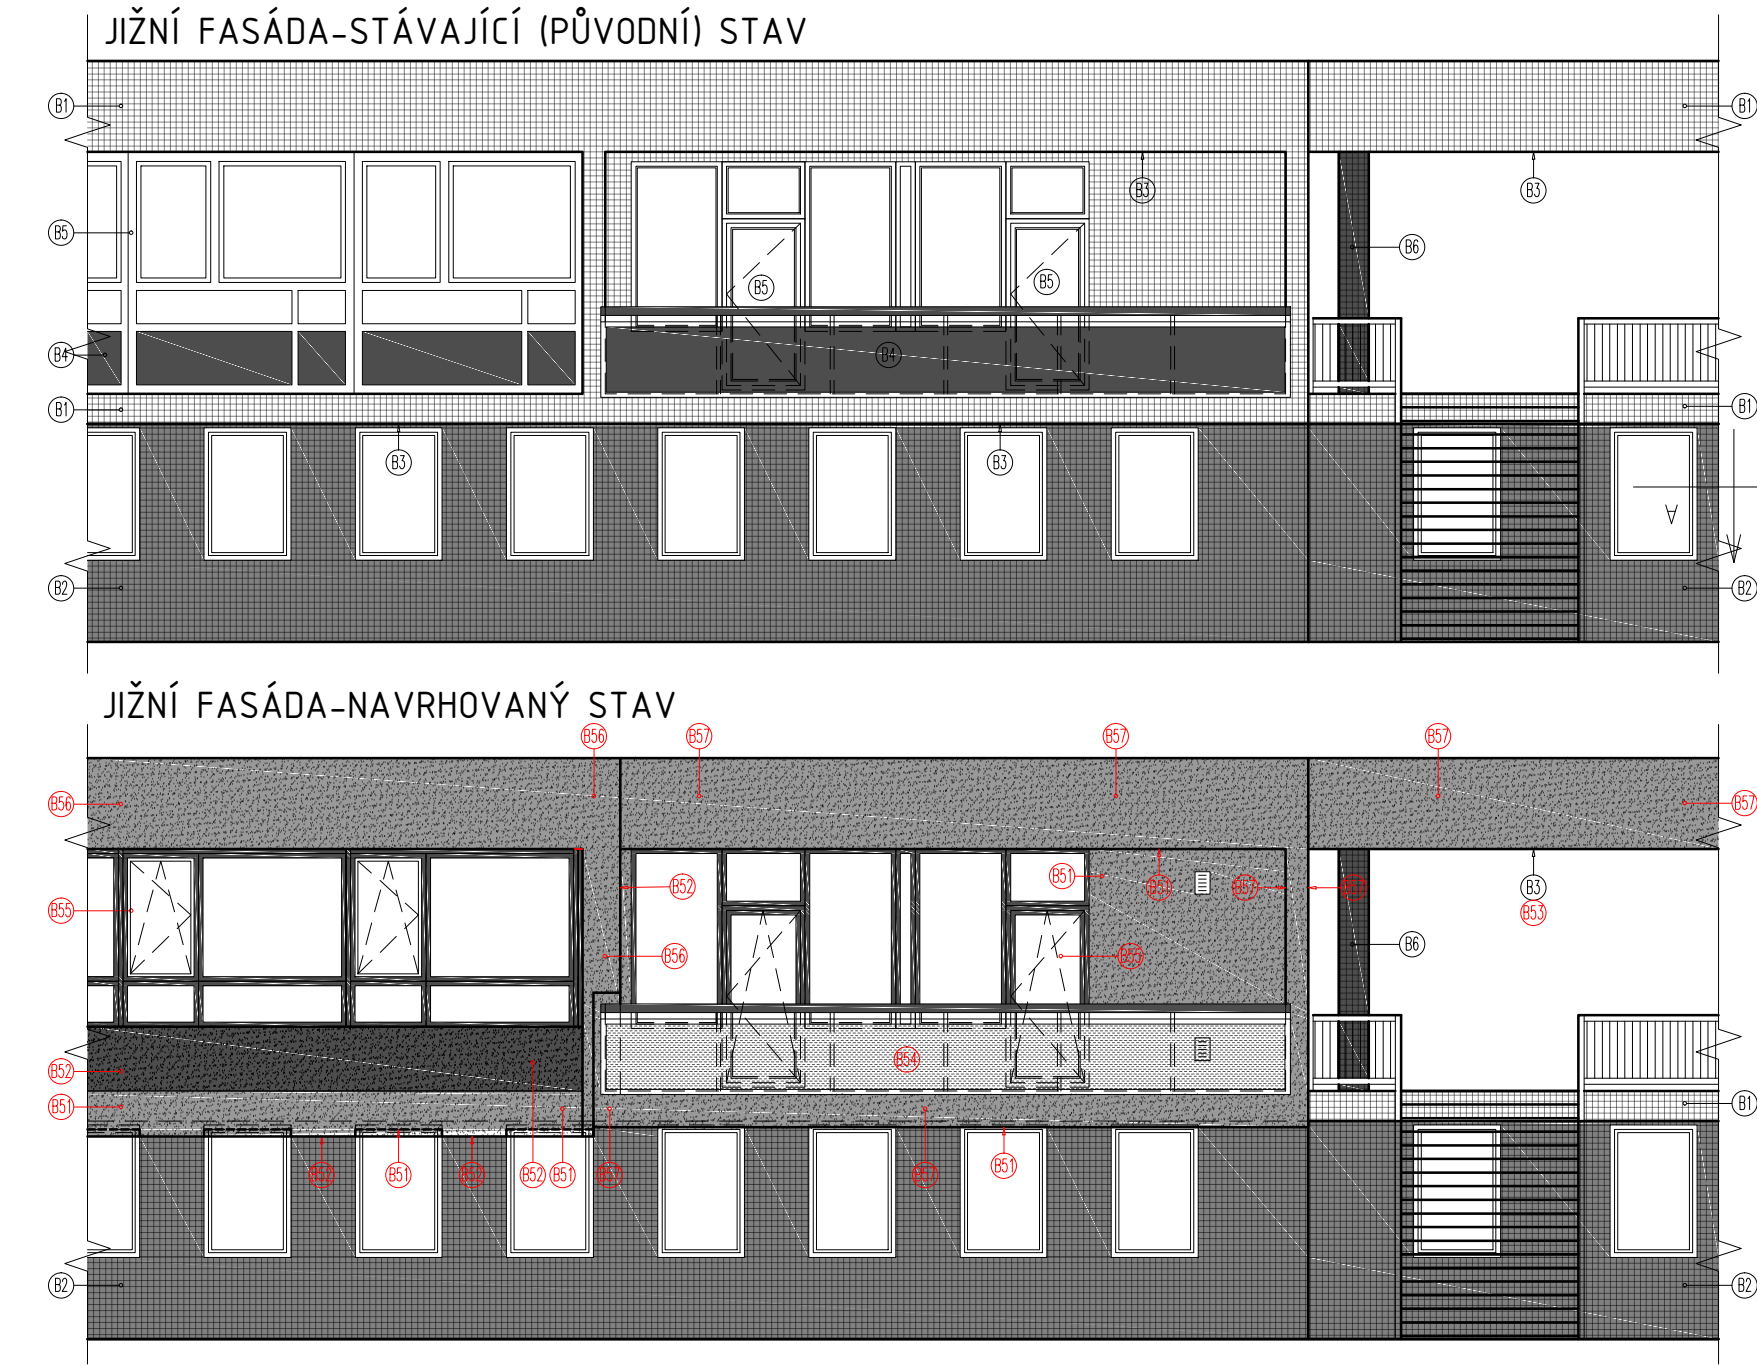 JIŽNÍ FASÁDA-STÁVAJÍCÍ (PŮVODNÍ) STAV
B1 B1
B3 B3
B5 B6
B5 B5
B4 B4
B1 B1
B3 B3
A
B2 B2
JIŽNÍ FASÁDA-NAVRHOVANÝ STAV
B56 B57 B57 B57
B56 B57
B52 B51 B57 B3
B55 B53
B56 B55 B6
B52 B54
B51 B1
B51 B52 B51 B51
B2 B2